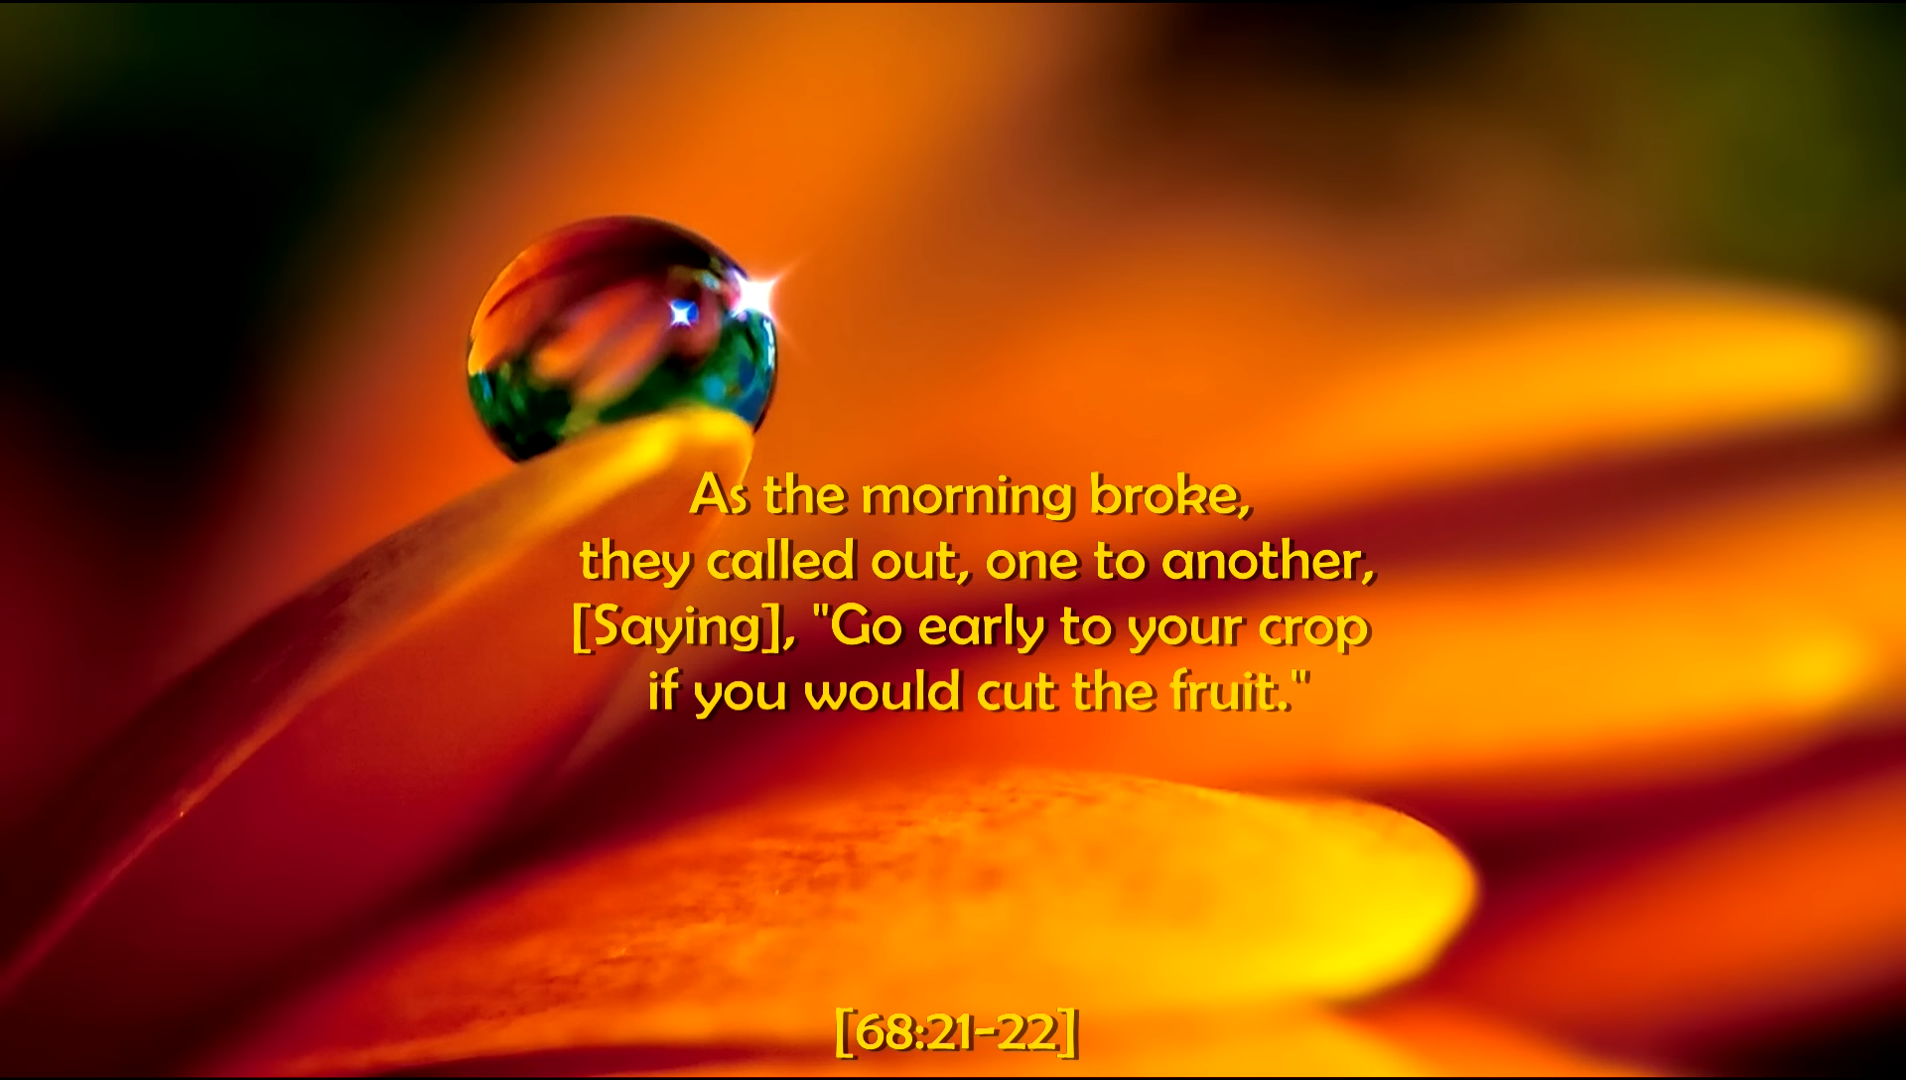 As the morning broke,
they called out, one to another,
[Saying], "Go early to your crop
if you would cut the fruit."
[68:21-22]